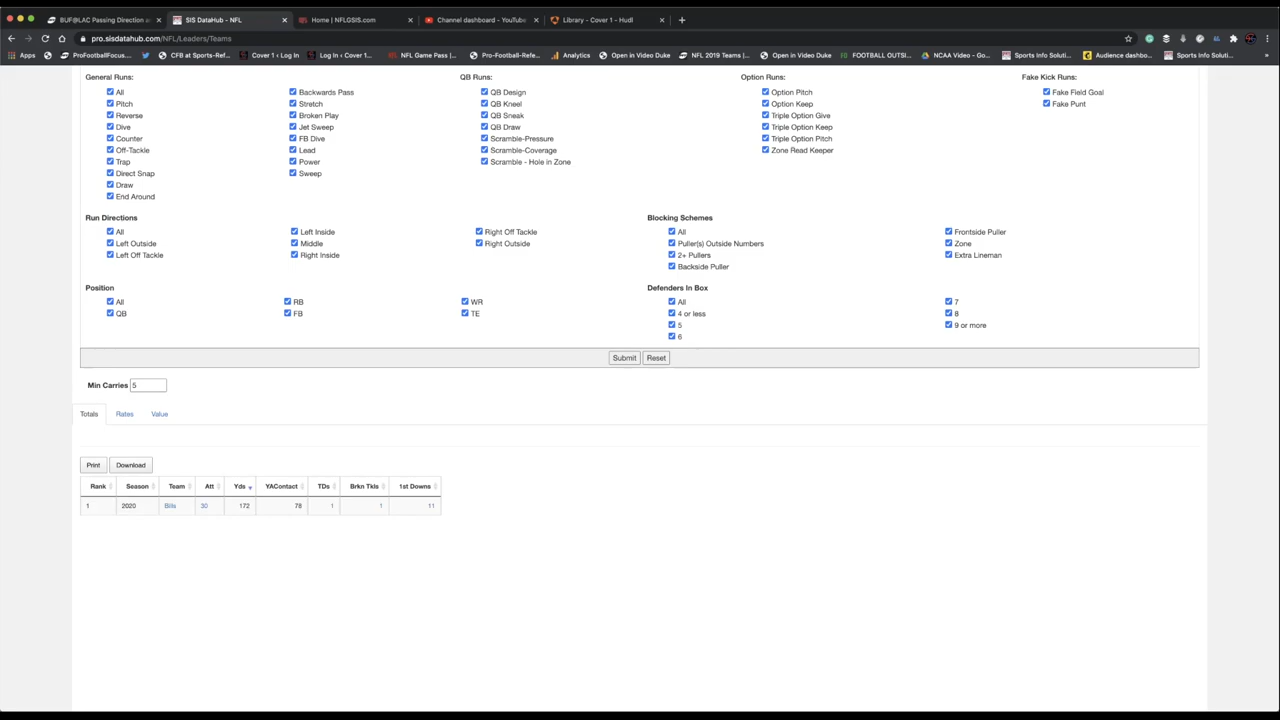 BUF@LAC Passing Direction an
SIS DataHub - NFL
Home | NFLGSIS.com
Channel dashboard - YouTube
Library - Cover 1 - Hudl
pro.sisdatahub.com/NFL/Leaders/Teams
Apps ProFootballFocus... CFB at Sports-Ref... Cover 1 ‹ Log In Log In ‹ Cover 1... NFL Game Pass |... Pro-Football-Refe... Analytics Open in Video Duke NFL 2019 Teams |... Open in Video Duke FOOTBALL OUTSI... NCAA Video - Go... Sports Info Soluti... Audience dashbo... Sports Info Soluti...
General Runs: QB Runs: Option Runs: Fake Kick Runs:
All Backwards Pass QB Design Option Pitch Fake Field Goal
Pitch Stretch QB Kneel Option Keep Fake Punt
Reverse Broken Play QB Sneak Triple Option Give
Dive Jet Sweep QB Draw Triple Option Keep
Counter FB Dive Scramble-Pressure Triple Option Pitch
Off-Tackle Lead Scramble-Coverage Zone Read Keeper
Trap Power Scramble - Hole in Zone
Direct Snap Sweep
Draw
End Around
Run Directions Blocking Schemes
All Left Inside Right Off Tackle All Frontside Puller
Left Outside Middle Right Outside Puller(s) Outside Numbers Zone
Left Off Tackle Right Inside 2+ Pullers Extra Lineman
Backside Puller
Position Defenders In Box
All RB WR All 7
QB FB TE 4 or less 8
5 9 or more
6
Submit Reset
Min Carries 5
Totals Rates Value
Print Download
Rank Season Team Att Yds YAContact TDs Brkn Tkls 1st Downs
1 2020 Bills 30 172 78 1 1 11